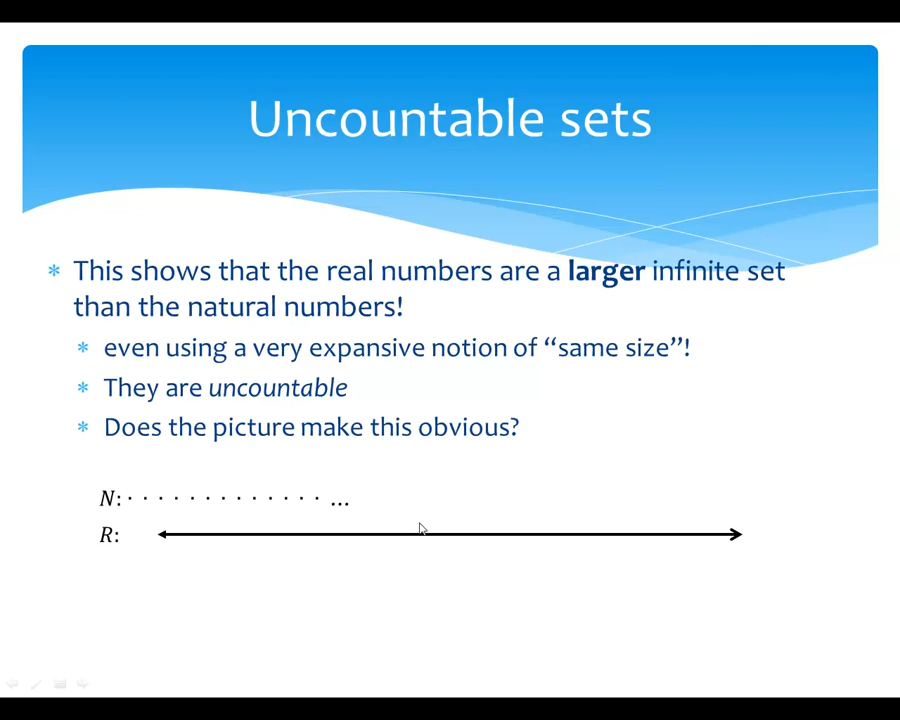 Uncountable sets
* This shows that the real numbers are a larger infinite set
than the natural numbers!
* even using a very expansive notion of “same size”!
* They are uncountable
* Does the picture make this obvious?
N: · · · · · · · · · · · · · ...
R: